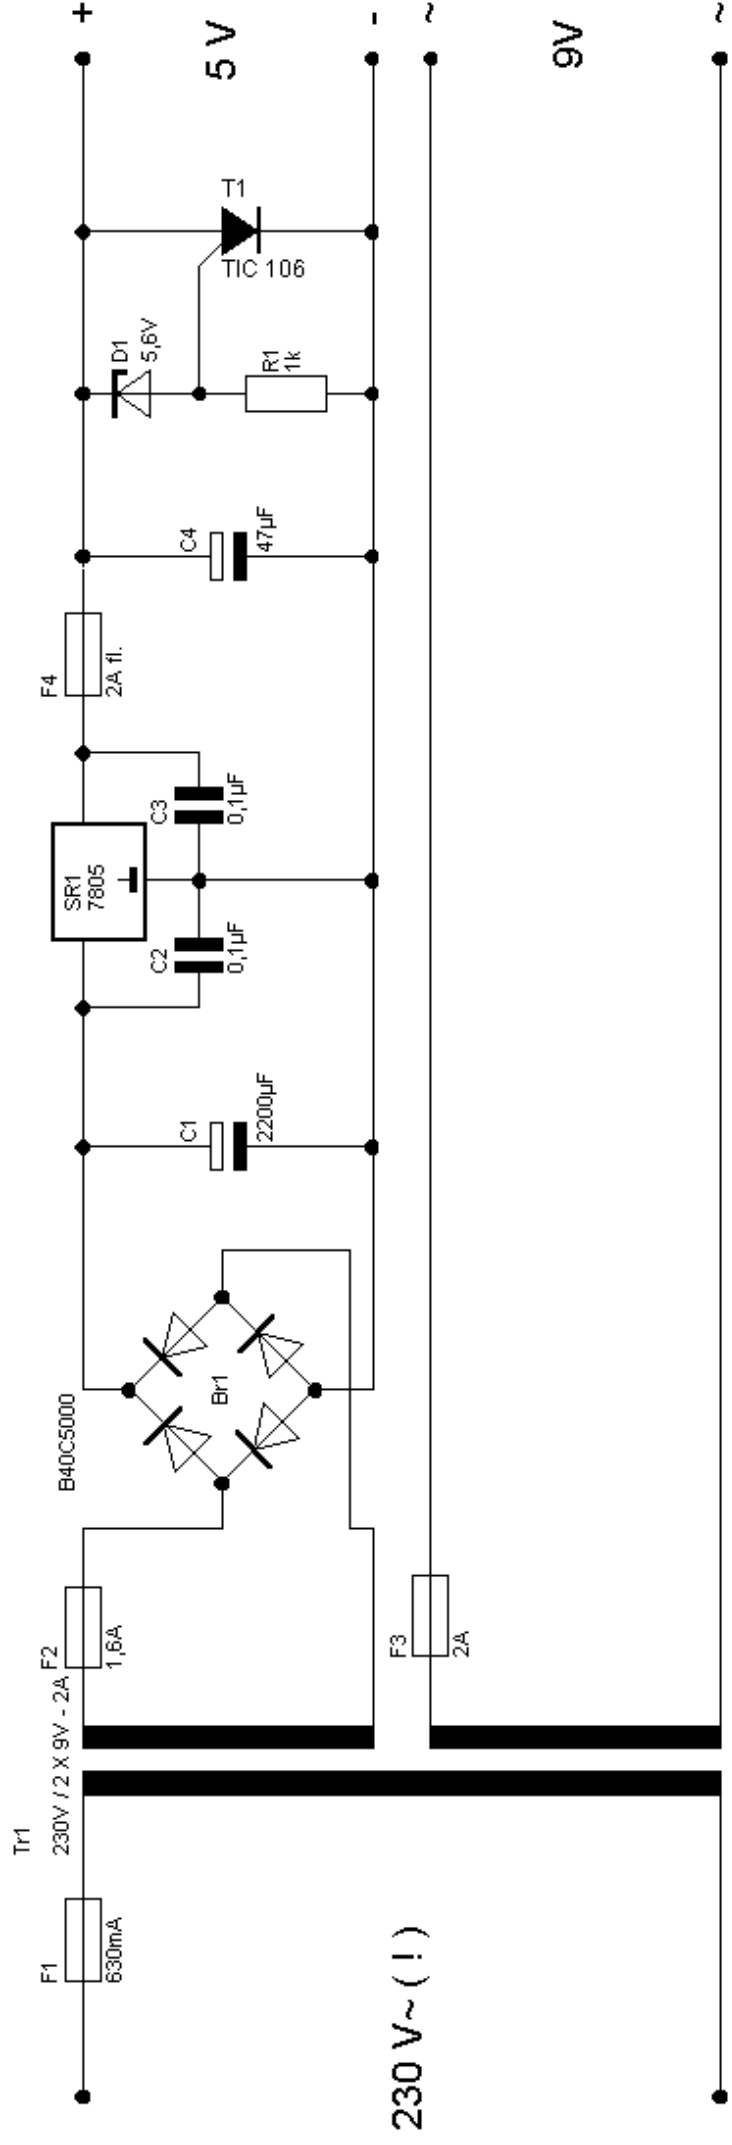 Tr1
230V / 2 X 9V - 2A
B40C5000
F1
630mA
F2
1,6A
Br1
C1
2200µF
SR1
7805
C2
0,1µF
C3
0,1µF
F4
2A fl.
C4
47µF
D1
5,6V
R1
1k
T1
TIC 106
+
5 V
-
~
9V
~
F3
2A
230 V~ ( ! )